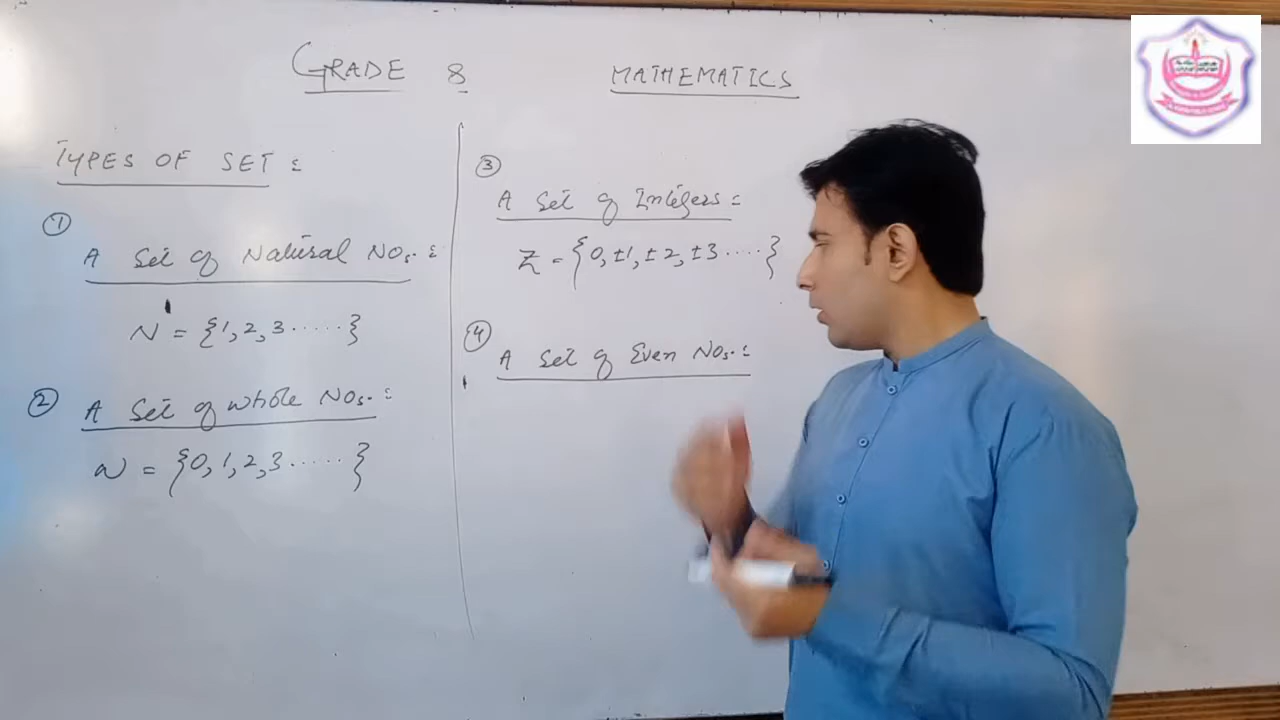 GRADE 8 MATHEMATICS
TYPES OF SET :
①
A Set of Natural NOs. :
N = {1, 2, 3 ..... }
②
A Set of whole NOs. :
W = {0, 1, 2, 3 ..... }
③
A Set of Integers :
Z = {0, ±1, ±2, ±3 ..... }
④
A Set of Even NOs. :